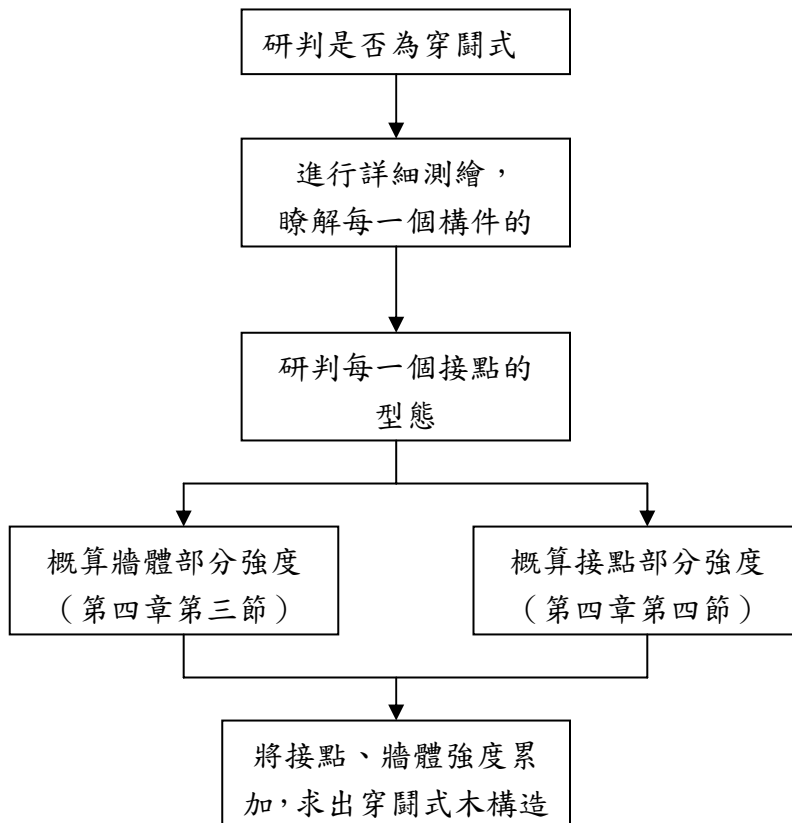 研判是否為穿鬪式
進行詳細測繪，
瞭解每一個構件的
研判每一個接點的
型態
概算牆體部分強度
（第四章第三節）
概算接點部分強度
（第四章第四節）
將接點、牆體強度累
加，求出穿鬪式木構造